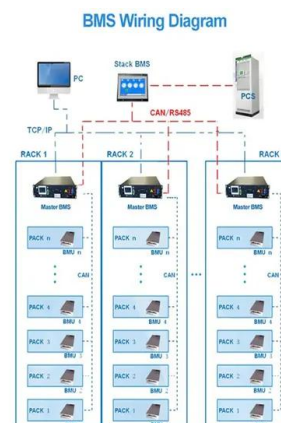 BMS Wiring Diagram
PC
Stack BMS
PCS
CAN/RS485
TCP/IP
RACK 1
RACK 2
RACK
Master BMS
Master BMS
Master BMS
PACK n
BMU n
PACK n
BMU n
PACK n
BMU n
CAN
CAN
CAN
PACK 4
BMU 4
PACK 4
BMU 4
PACK 4
BMU 4
PACK 3
BMU 3
PACK 3
BMU 3
PACK 3
BMU 3
PACK 2
BMU 2
PACK 2
BMU 2
PACK 2
BMU 2
PACK 1
PACK 1
PACK 1